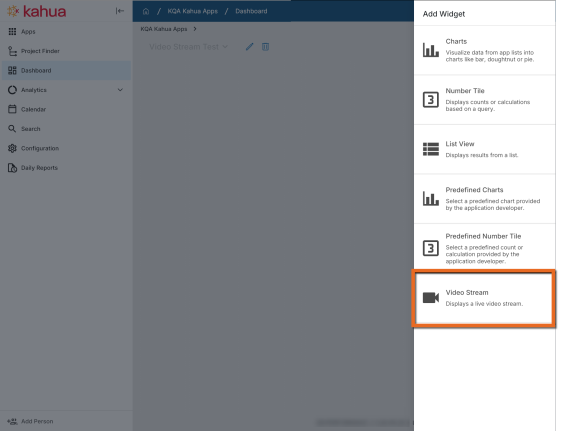 kahua
KQA Kahua Apps / Dashboard
Add Widget
Apps
Project Finder
Dashboard
Analytics
Calendar
Search
Configuration
Daily Reports
Add Person
KQA Kahua Apps >
Video Stream Test
Charts
Visualize data from app lists into
charts like bar, doughtnut or pie.
Number Tile
Displays counts or calculations
based on a query.
List View
Displays results from a list.
Predefined Charts
Select a predefined chart provided
by the application developer.
Predefined Number Tile
Select a predefined count or
calculation provided by the
application developer.
Video Stream
Displays a live video stream.